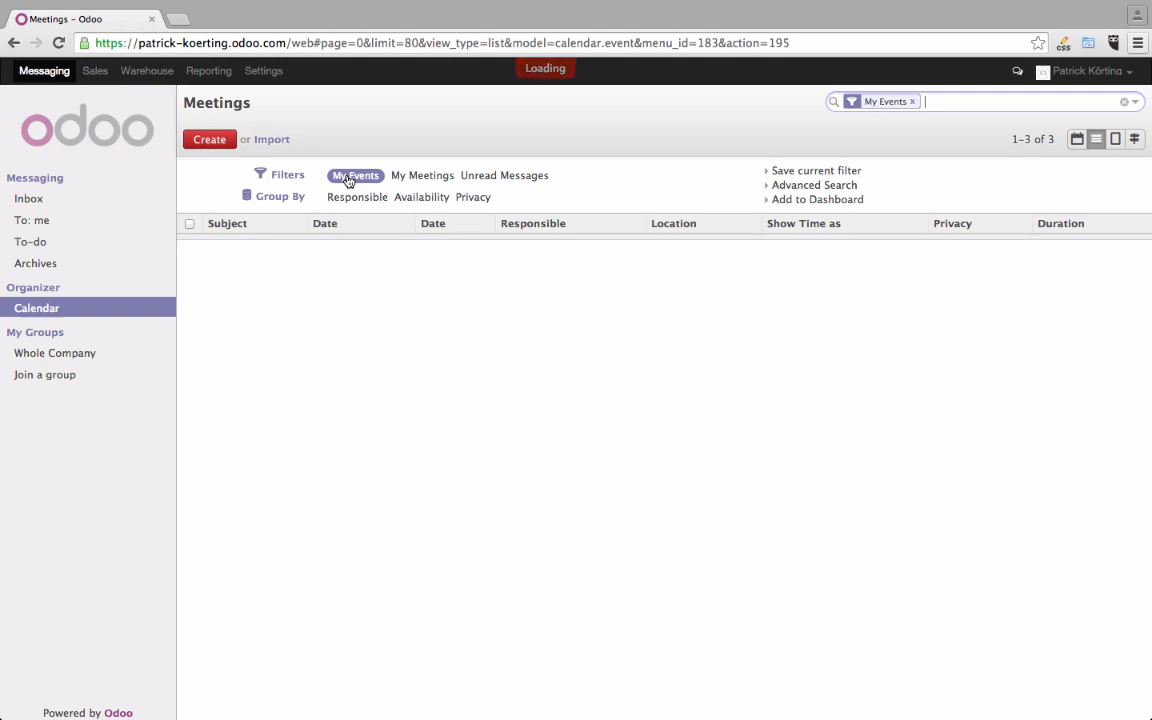 Meetings - Odoo
https://patrick-koerting.odoo.com/web#page=0&limit=80&view_type=list&model=calendar.event&menu_id=183&action=195
css
Messaging Sales Warehouse Reporting Settings Loading Patrick Körting
odoo
Meetings
My Events x
Create or Import
1-3 of 3
Filters My Events My Meetings Unread Messages
Group By Responsible Availability Privacy
Save current filter
Advanced Search
Add to Dashboard
Subject Date Date Responsible Location Show Time as Privacy Duration
Messaging
Inbox
To: me
To-do
Archives
Organizer
Calendar
My Groups
Whole Company
Join a group
Powered by Odoo